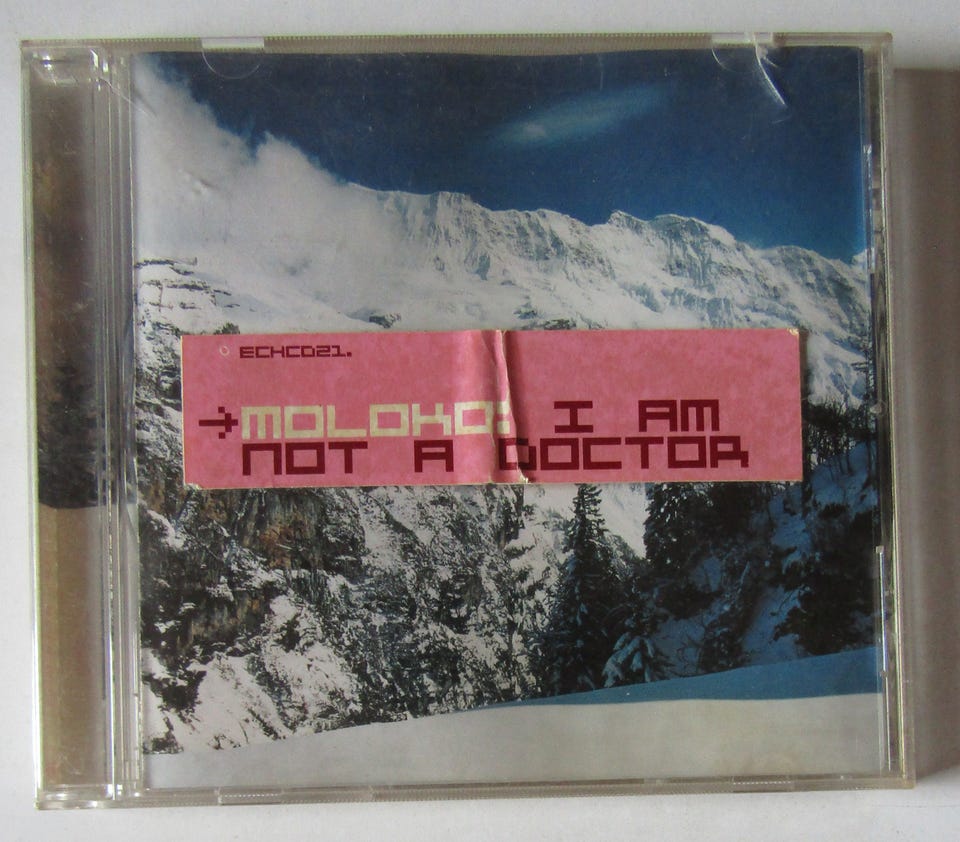 ECHCD21.
→MOLOKO: I AM
NOT A DOCTOR